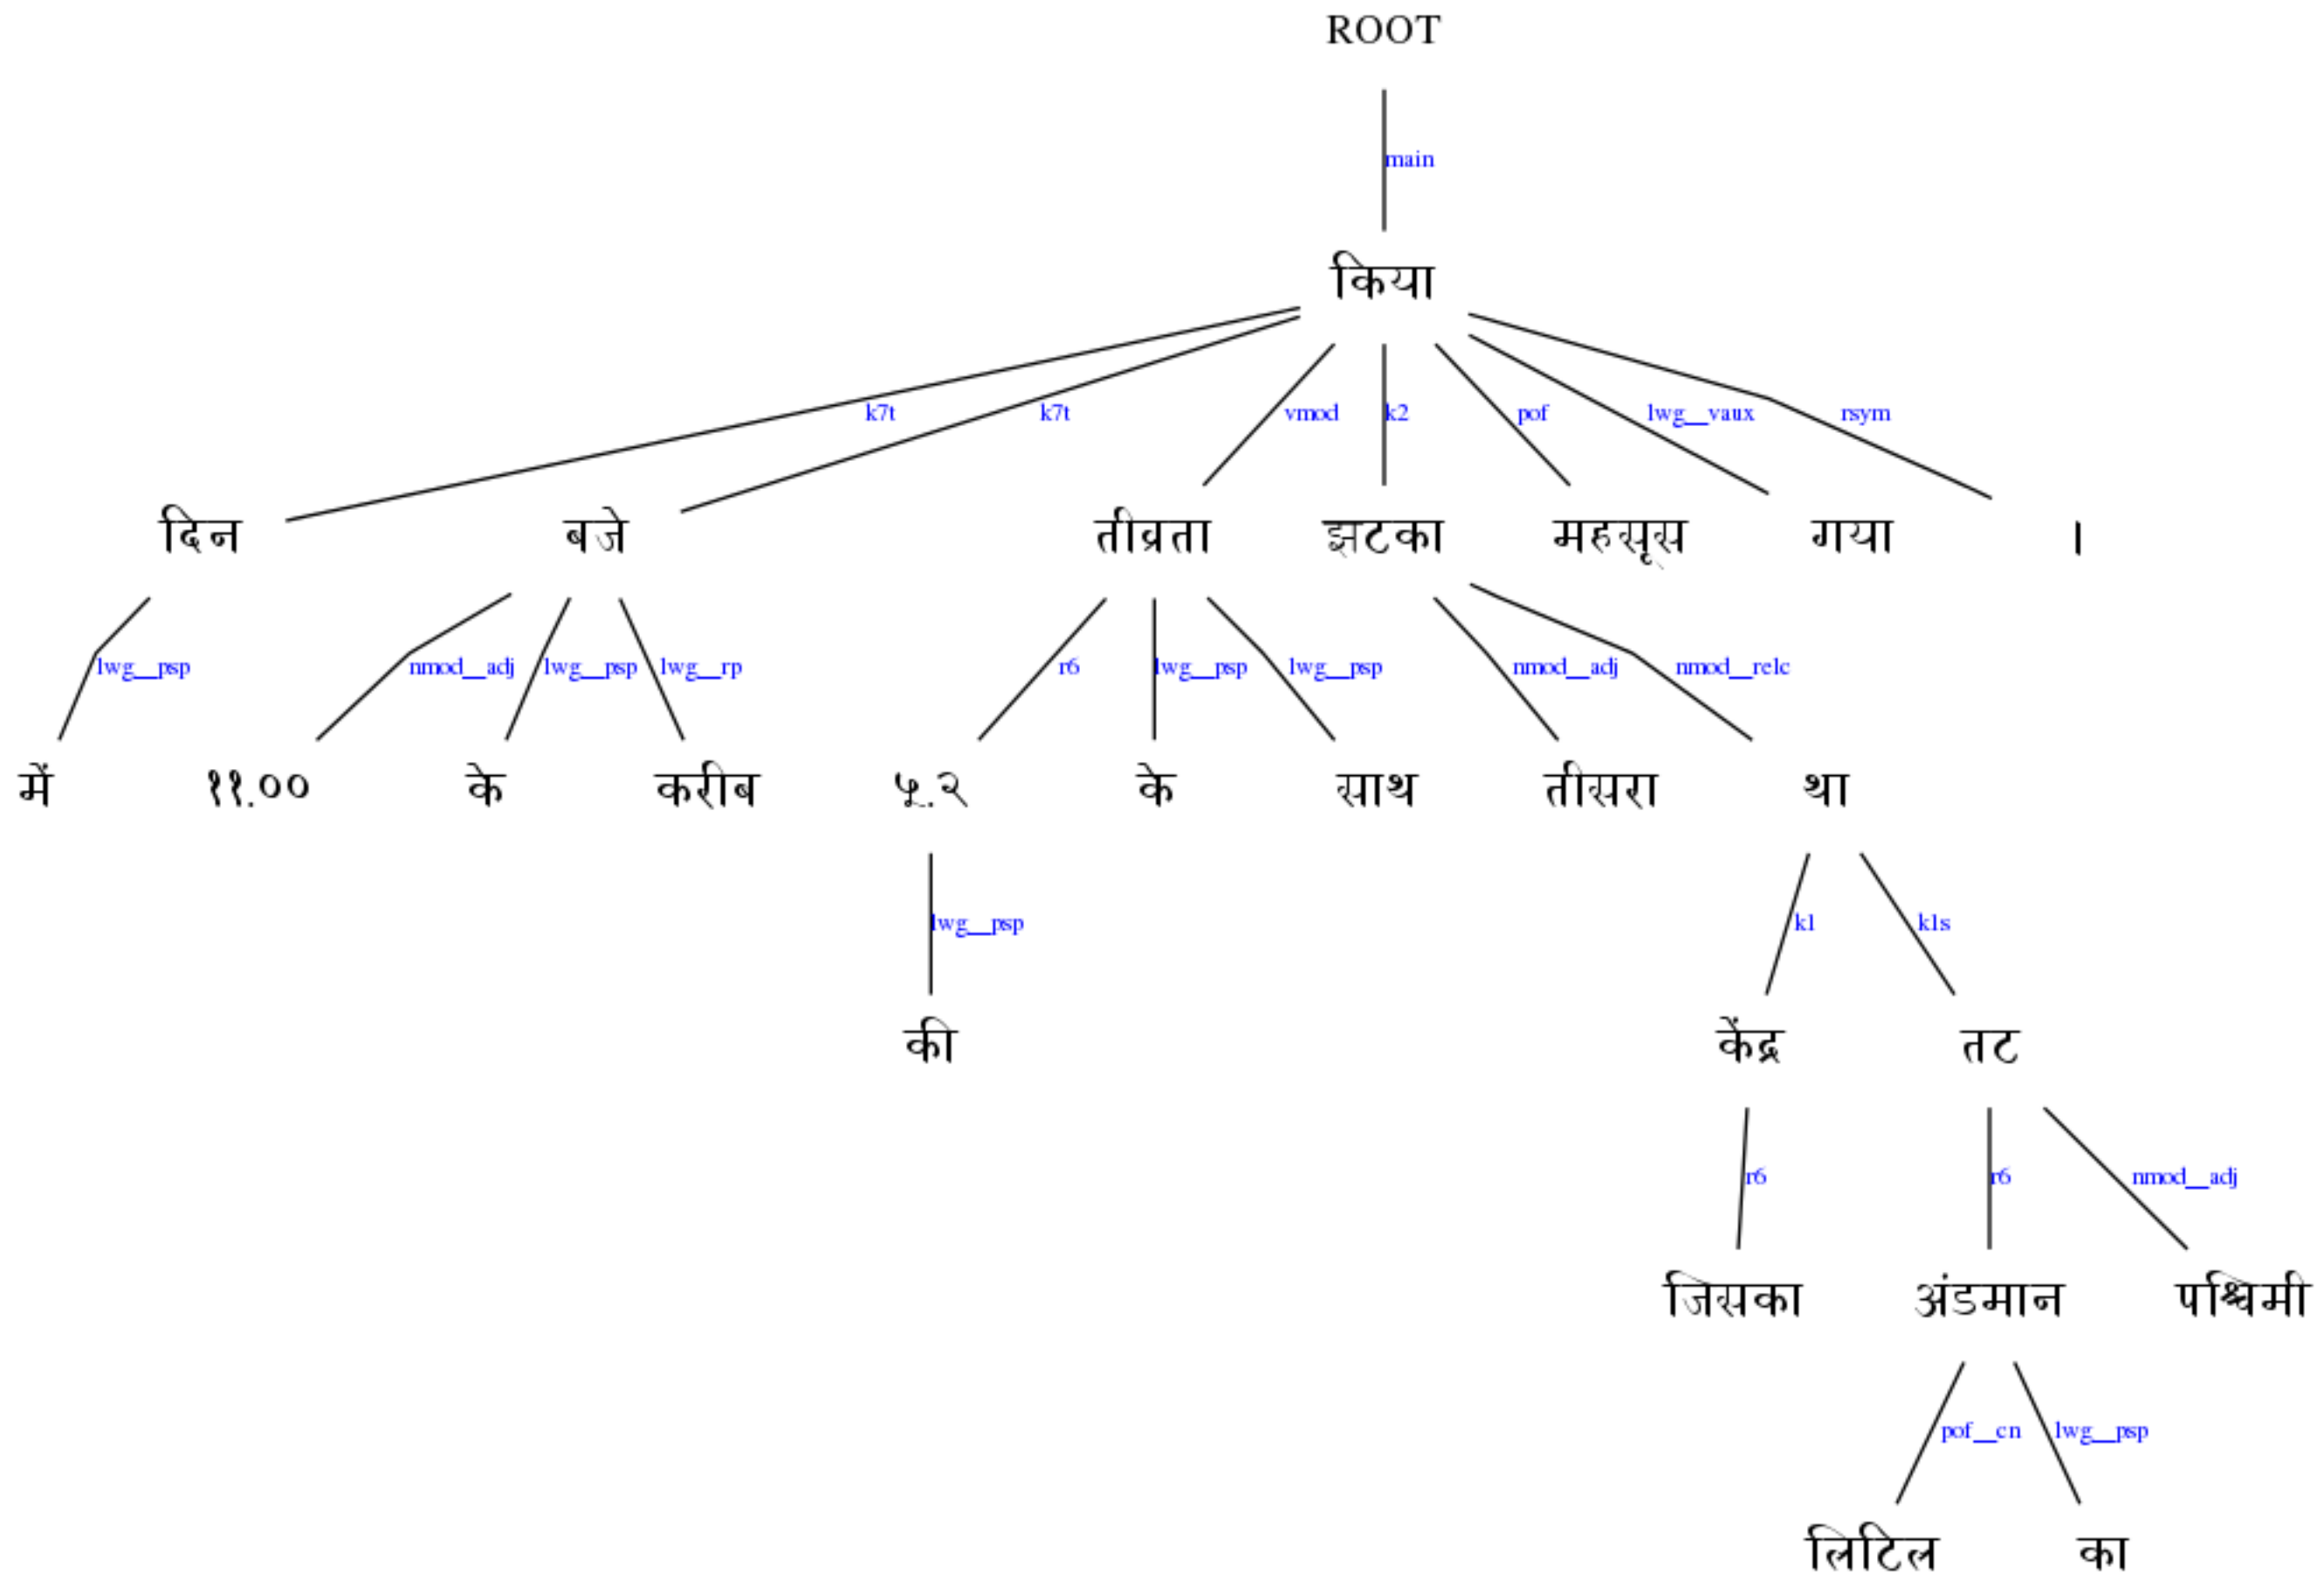 ROOT
main
किया
k7t k7t vmod k2 pof lwg__vaux rsym
दिन बजे तीव्रता झटका महसूस गया ।
lwg__psp nmod__adj lwg__psp lwg__rp r6 lwg__psp lwg__psp nmod__adj nmod__relc
में ११.०० के करीब ५.२ के साथ तीसरा था
lwg__psp k1 k1s
की केंद्र तट
r6 r6 nmod__adj
जिसका अंडमान पश्चिमी
pof__cn lwg__psp
लिटिल का